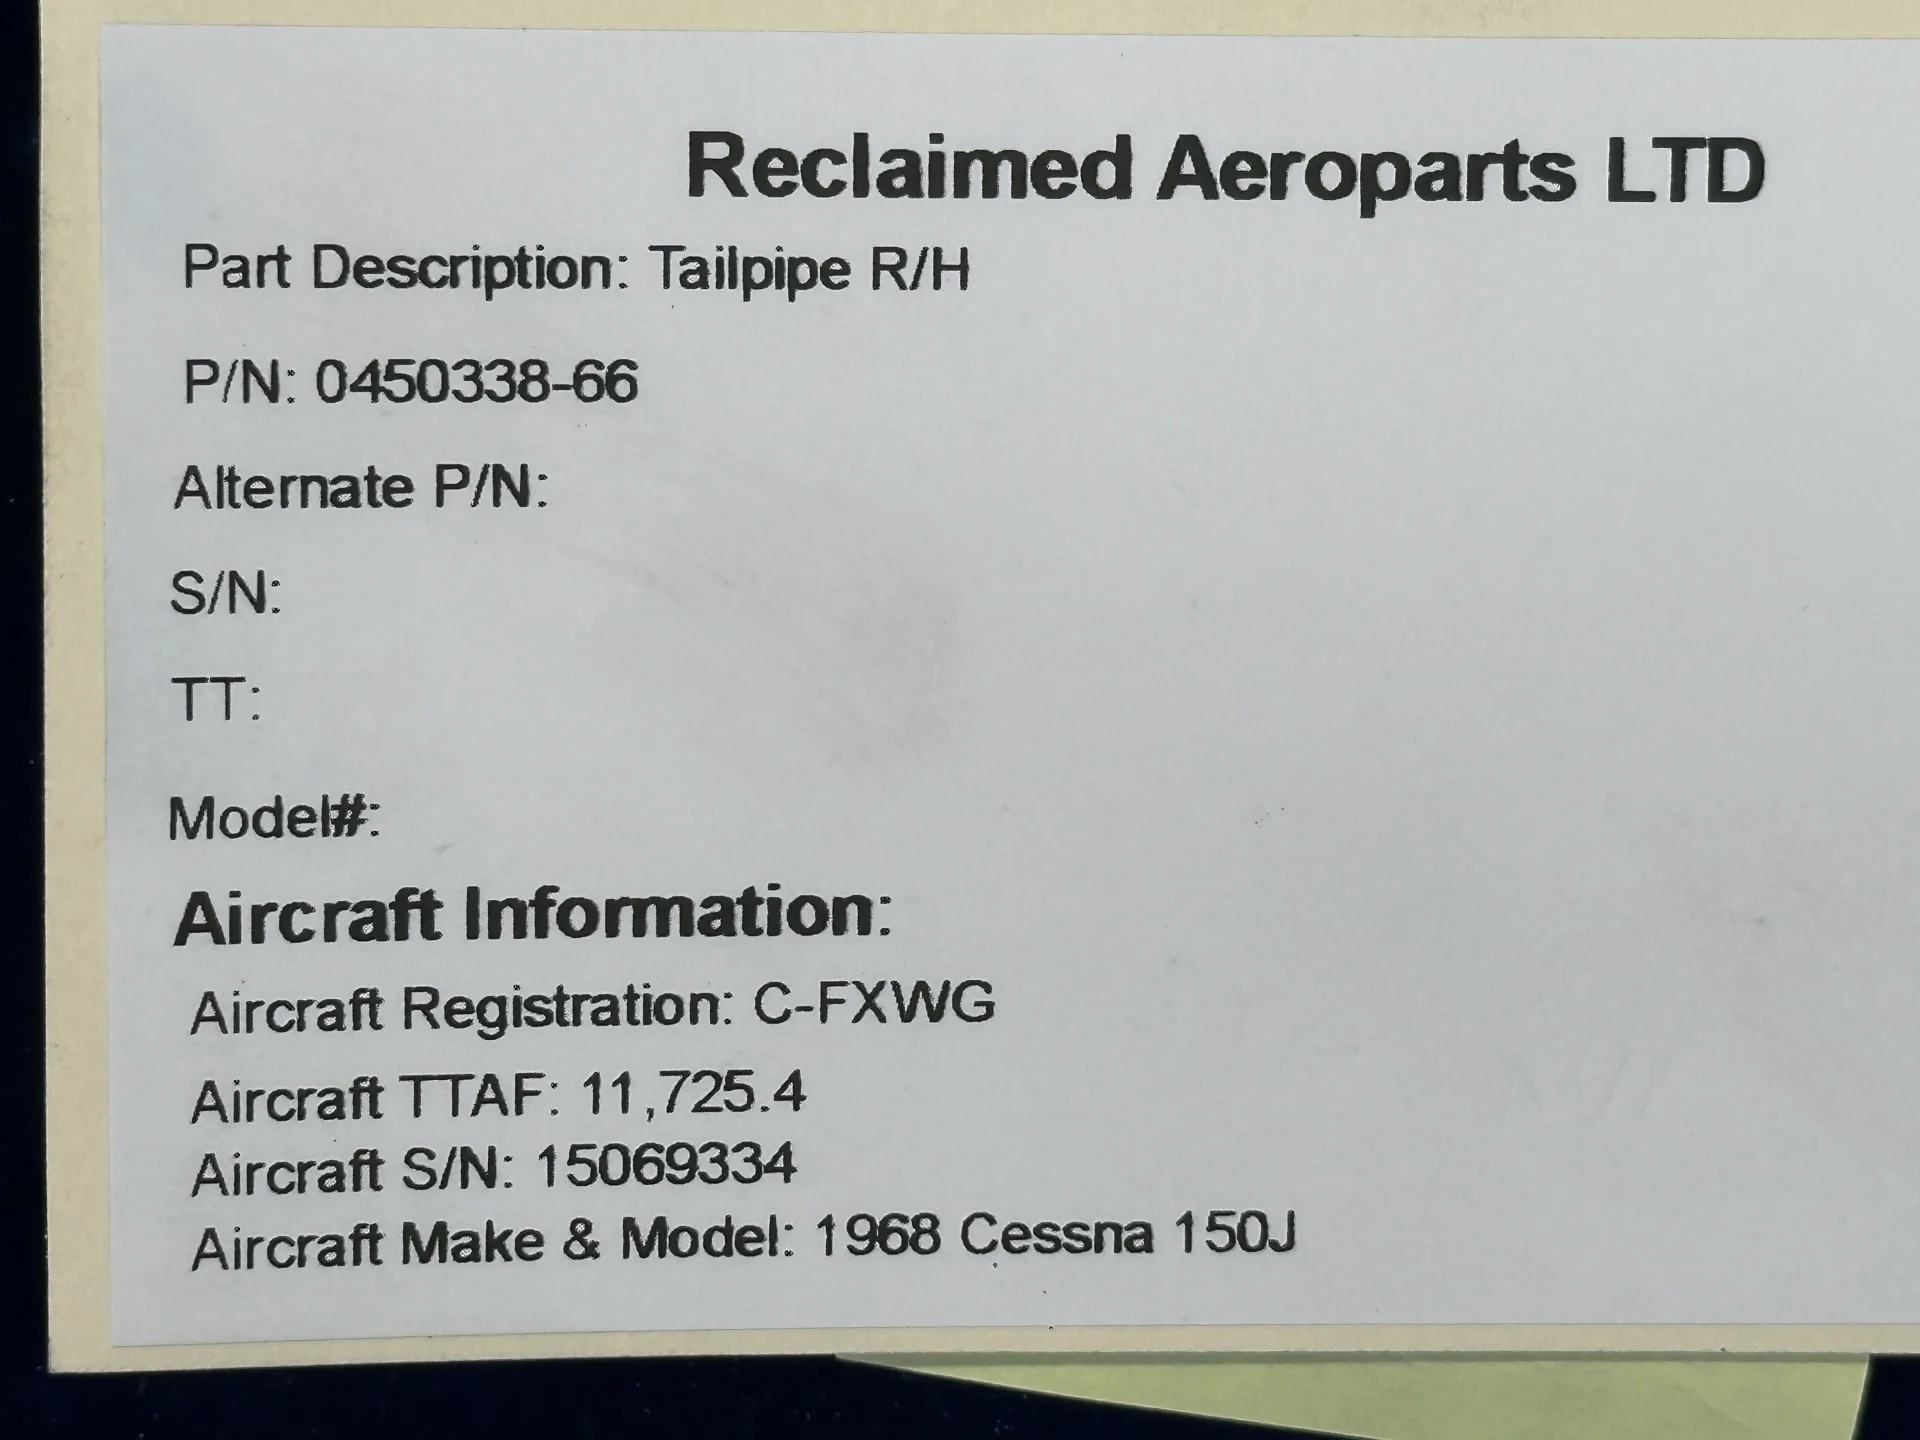 Reclaimed Aeroparts LTD
Part Description: Tailpipe R/H
P/N: 0450338-66
Alternate P/N:
S/N:
TT:
Model#:
Aircraft Information:
Aircraft Registration: C-FXWG
Aircraft TTAF: 11,725.4
Aircraft S/N: 15069334
Aircraft Make & Model: 1968 Cessna 150J